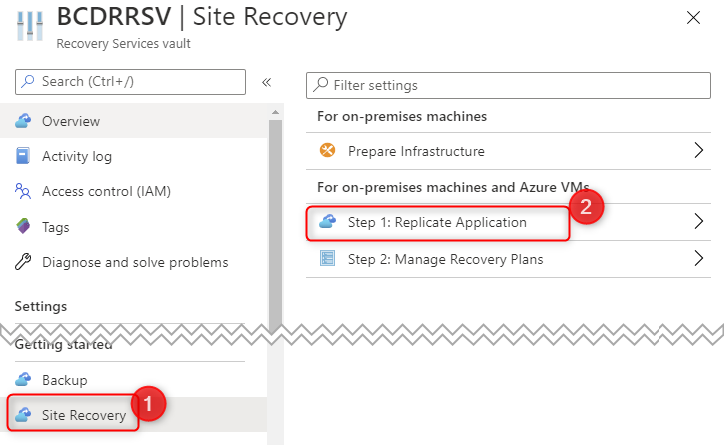 BCDRRSV | Site Recovery
Recovery Services vault
Search (Ctrl+/)
«
Overview
Activity log
Access control (IAM)
Tags
Diagnose and solve problems
Settings
Getting started
Backup
Site Recovery
1
Filter settings
For on-premises machines
Prepare Infrastructure
For on-premises machines and Azure VMs
2
Step 1: Replicate Application
Step 2: Manage Recovery Plans